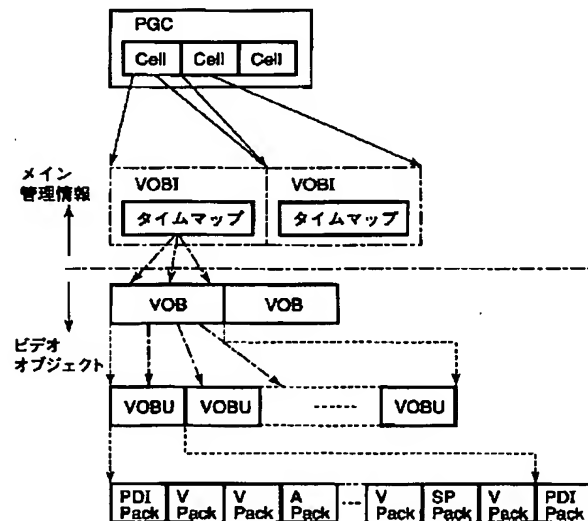 PGC
Cell Cell Cell
メイン
管理情報
VOBI VOBI
タイムマップ タイムマップ
VOB VOB
ビデオ
オブジェクト
VOBU VOBU ...... VOBU
PDI Pack V Pack V Pack A Pack ... V Pack SP Pack V Pack PDI Pack